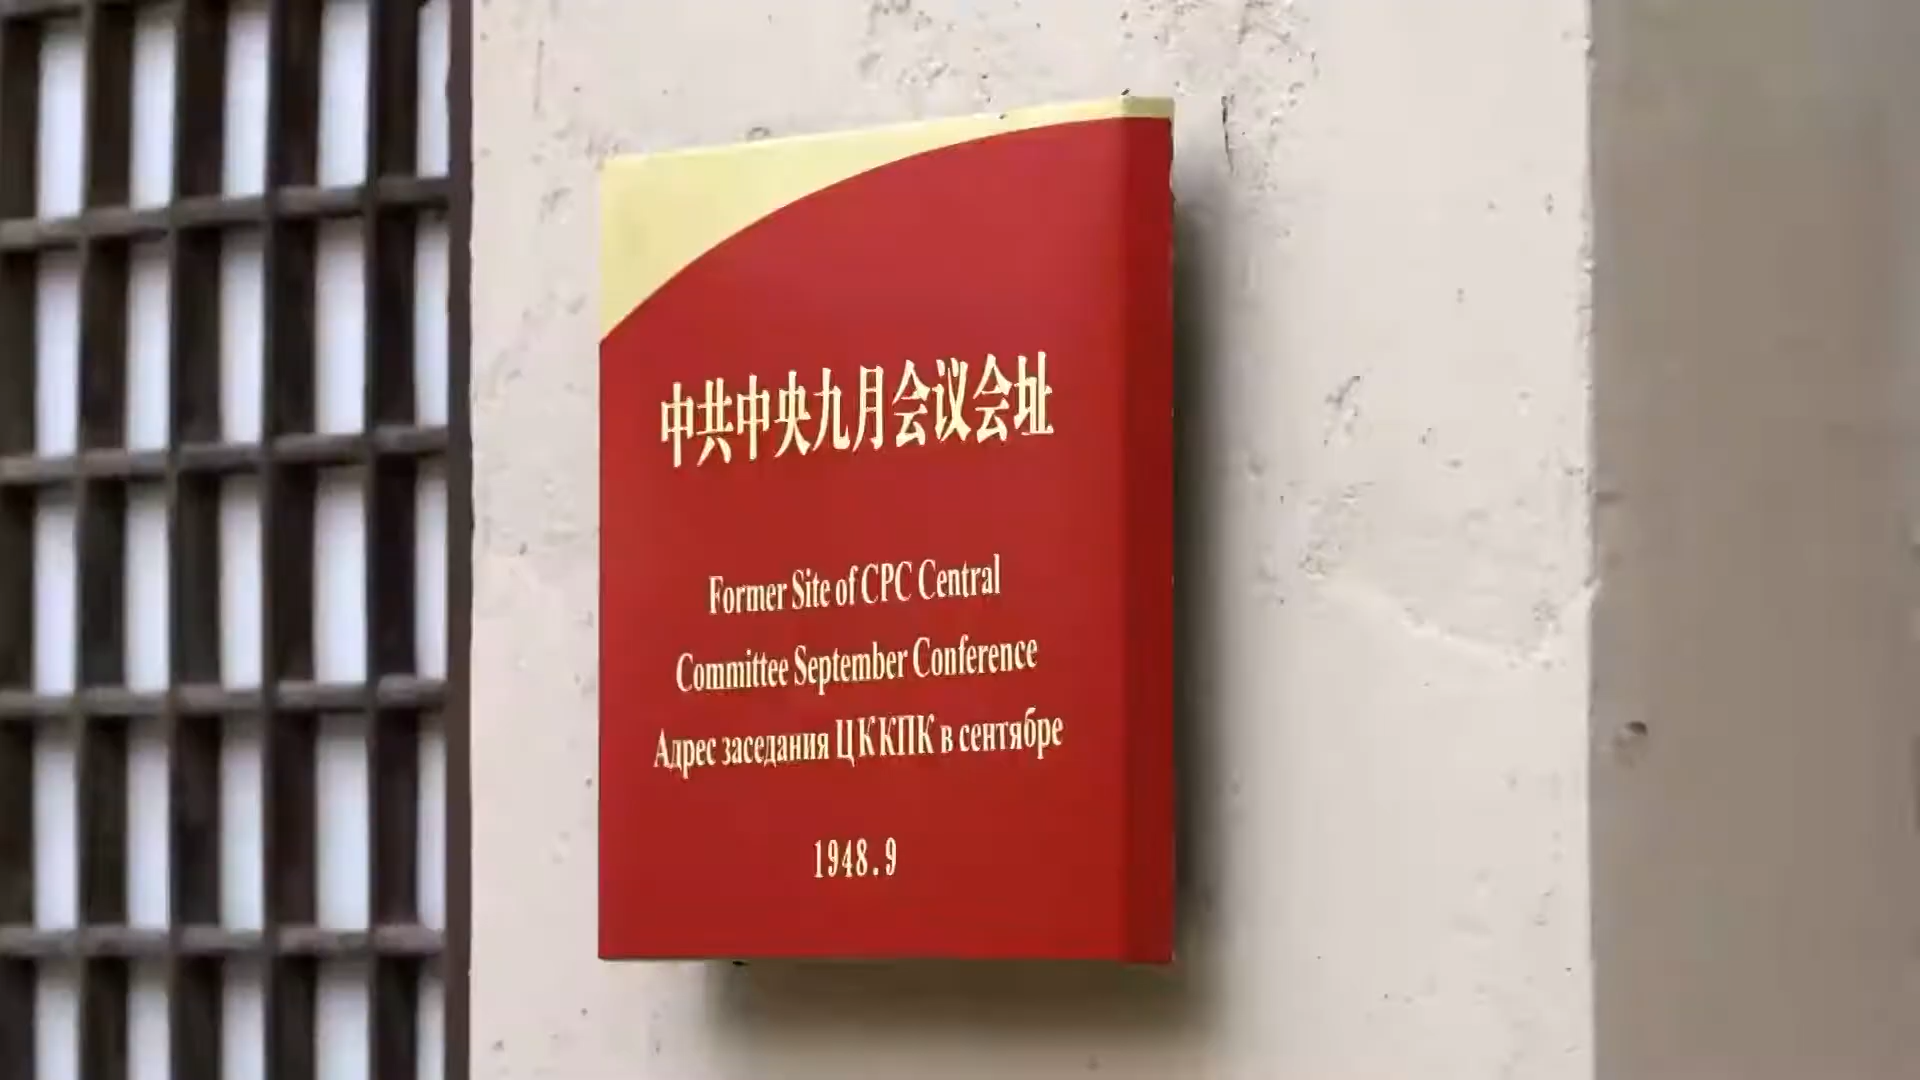 中共中央九月会议会址
Former Site of CPC Central
Committee September Conference
Адрес заседания ЦК КПК в сентябре
1948.9